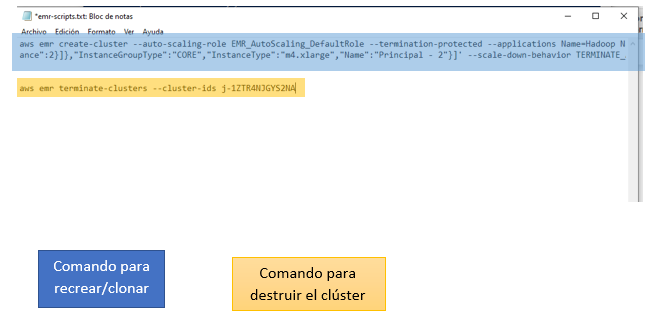 *emr-scripts.txt: Bloc de notas
Archivo Edición Formato Ver Ayuda
aws emr create-cluster --auto-scaling-role EMR_AutoScaling_DefaultRole --termination-protected --applications Name=Hadoop N
ance":2}]},"InstanceGroupType":"CORE","InstanceType":"m4.xlarge","Name":"Principal - 2"}]' --scale-down-behavior TERMINATE_
aws emr terminate-clusters --cluster-ids j-1ZTR4NJGYS2NA
Comando para
recrear/clonar
Comando para
destruir el clúster